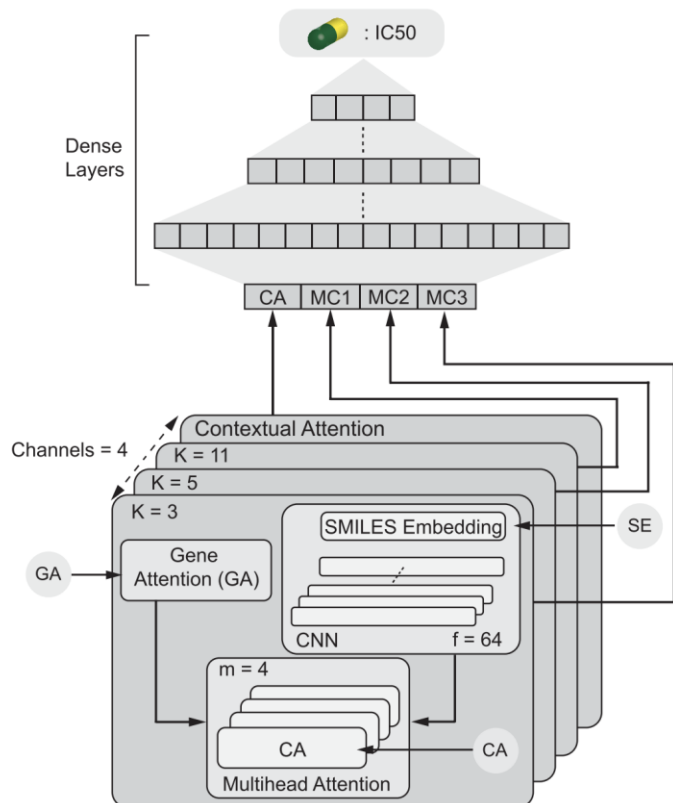 : IC50
Dense
Layers
CA MC1 MC2 MC3
Contextual Attention
Channels = 4
K = 11
K = 5
K = 3
SMILES Embedding
SE
Gene
Attention (GA)
GA
CNN f = 64
m = 4
CA
CA
Multihead Attention